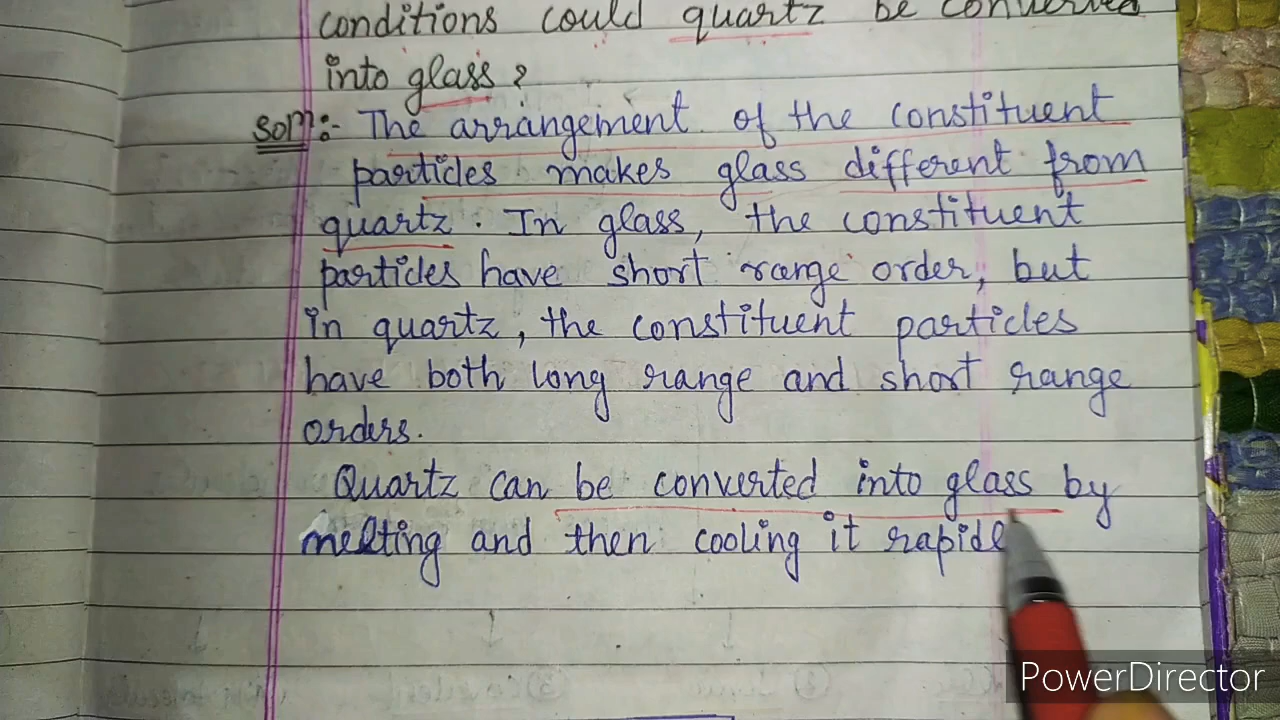 conditions could quartz be converted
into glass ?
Soln:- The arrangement of the constituent
particles makes glass different from
quartz. In glass, the constituent
particles have short range order, but
in quartz, the constituent particles
have both long range and short range
orders.
Quartz can be converted into glass by
melting and then cooling it
PowerDirector